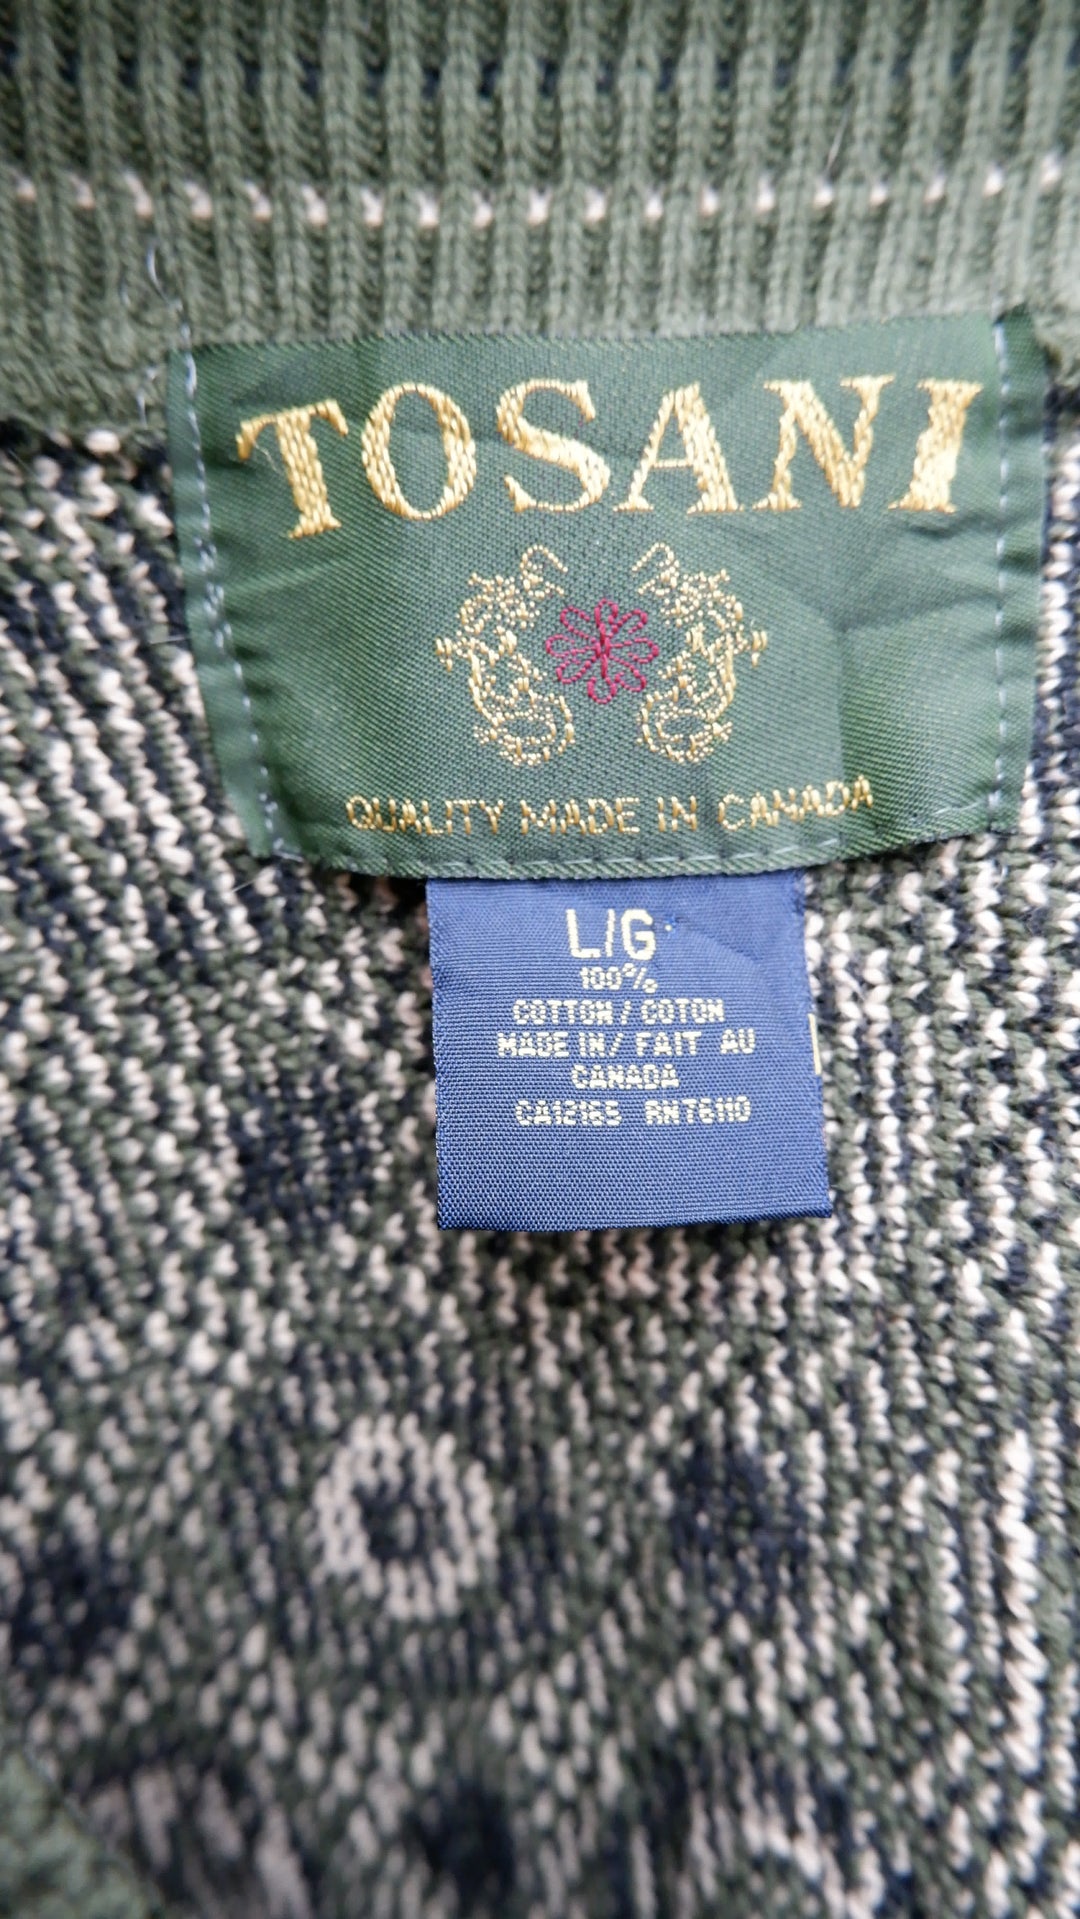 TOSANI
QUALITY MADE IN CANADA
L/G
100%
COTTON / COTON
MADE IN / FAIT AU
CANADA
CA12165 RNT6110